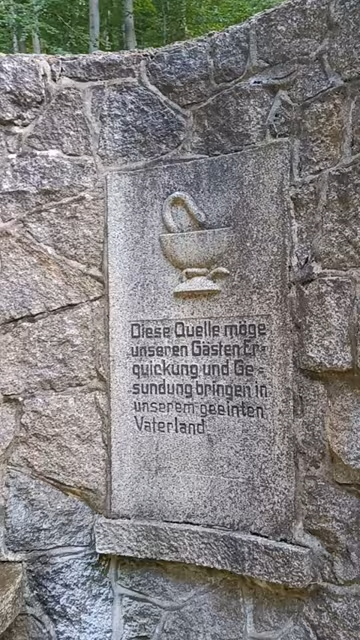 Diese Quelle möge
unseren Gästen Er-
quickung und Ge-
sundung bringen in
unserem geeinten
Vaterland